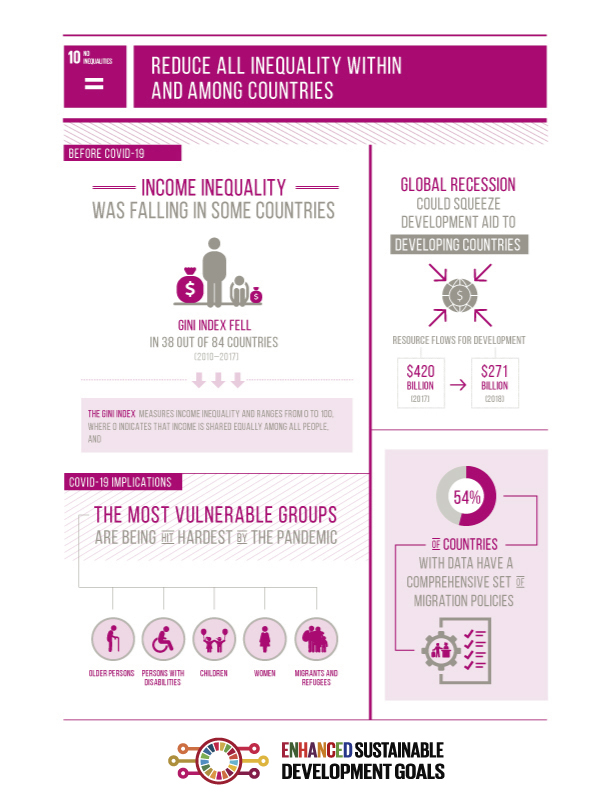 10 NO
INEQUALITIES
REDUCE ALL INEQUALITY WITHIN
AND AMONG COUNTRIES
BEFORE COVID-19
INCOME INEQUALITY
WAS FALLING IN SOME COUNTRIES
$
$
GINI INDEX FELL
IN 38 OUT OF 84 COUNTRIES
(2010–2017)
THE GINI INDEX MEASURES INCOME INEQUALITY AND RANGES FROM 0 TO 100,
WHERE 0 INDICATES THAT INCOME IS SHARED EQUALLY AMONG ALL PEOPLE,
AND
COVID-19 IMPLICATIONS
THE MOST VULNERABLE GROUPS
ARE BEING HIT HARDEST BY THE PANDEMIC
OLDER PERSONS
PERSONS WITH
DISABILITIES
CHILDREN
WOMEN
MIGRANTS AND
REFUGEES
GLOBAL RECESSION
COULD SQUEEZE
DEVELOPMENT AID TO
DEVELOPING COUNTRIES
$
RESOURCE FLOWS FOR DEVELOPMENT
$420
BILLION
(2017)
$271
BILLION
(2018)
54%
OF COUNTRIES
WITH DATA HAVE A
COMPREHENSIVE SET OF
MIGRATION POLICIES
ENHANCED SUSTAINABLE
DEVELOPMENT GOALS